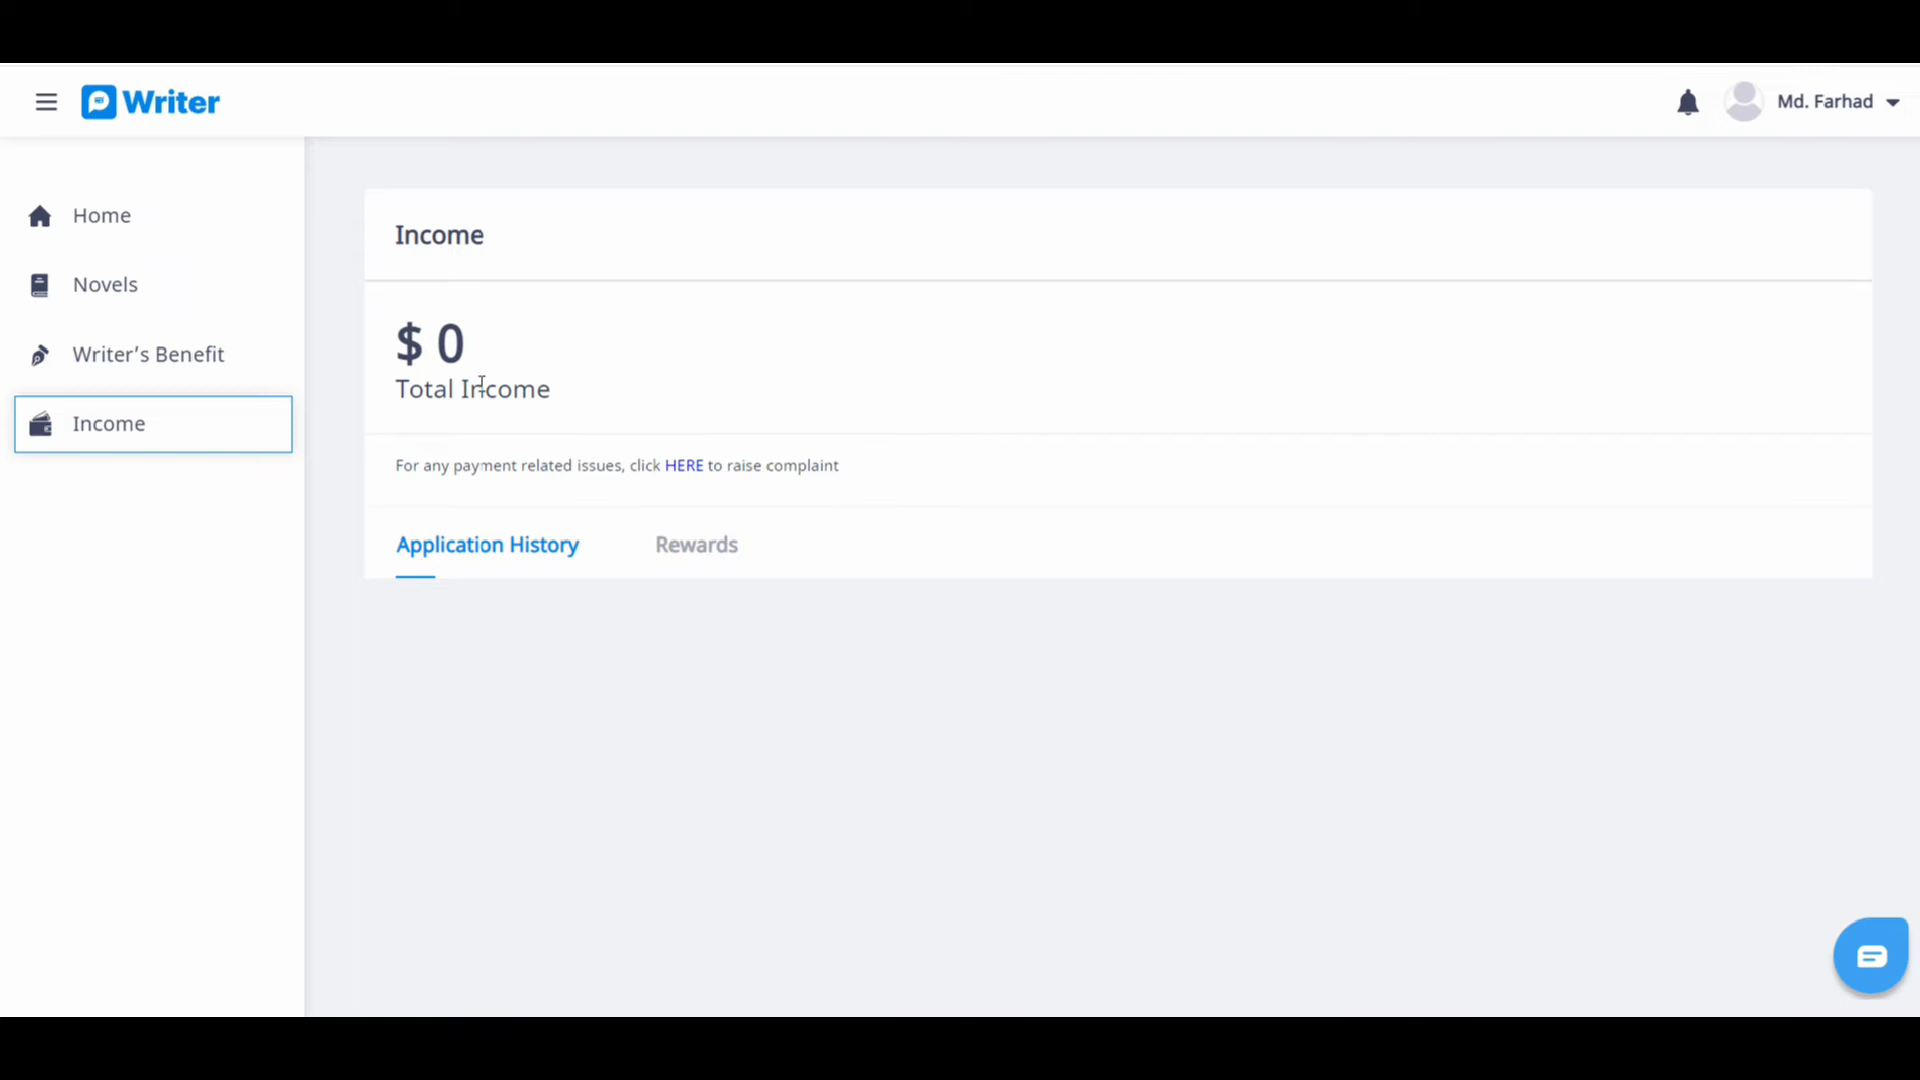 Writer
Md. Farhad
Home
Novels
Writer's Benefit
Income
Income
$ 0
Total Income
For any payment related issues, click HERE to raise complaint
Application History
Rewards